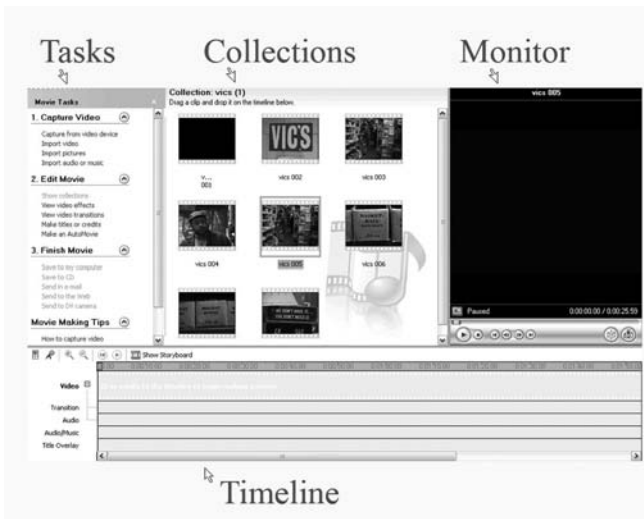 Tasks
Collections
Monitor
Movie Tasks
1. Capture Video
Capture from video device
Import video
Import pictures
Import audio or music
2. Edit Movie
Show collections
View video effects
View video transitions
Make titles or credits
Make an AutoMovie
3. Finish Movie
Save to my computer
Save to CD
Send in e-mail
Send to the Web
Send to DV camera
Movie Making Tips
How to capture video
Collection: vics (1)
Drag a clip and drop it on the timeline below.
VIC'S
v...
001
vics 002
vics 003
vics 004
vics 005
vics 006
vics 005
Paused
0:00:00.00 / 0:00:25.59
Show Storyboard
Video
Transition
Audio
Audio/Music
Title Overlay
Timeline